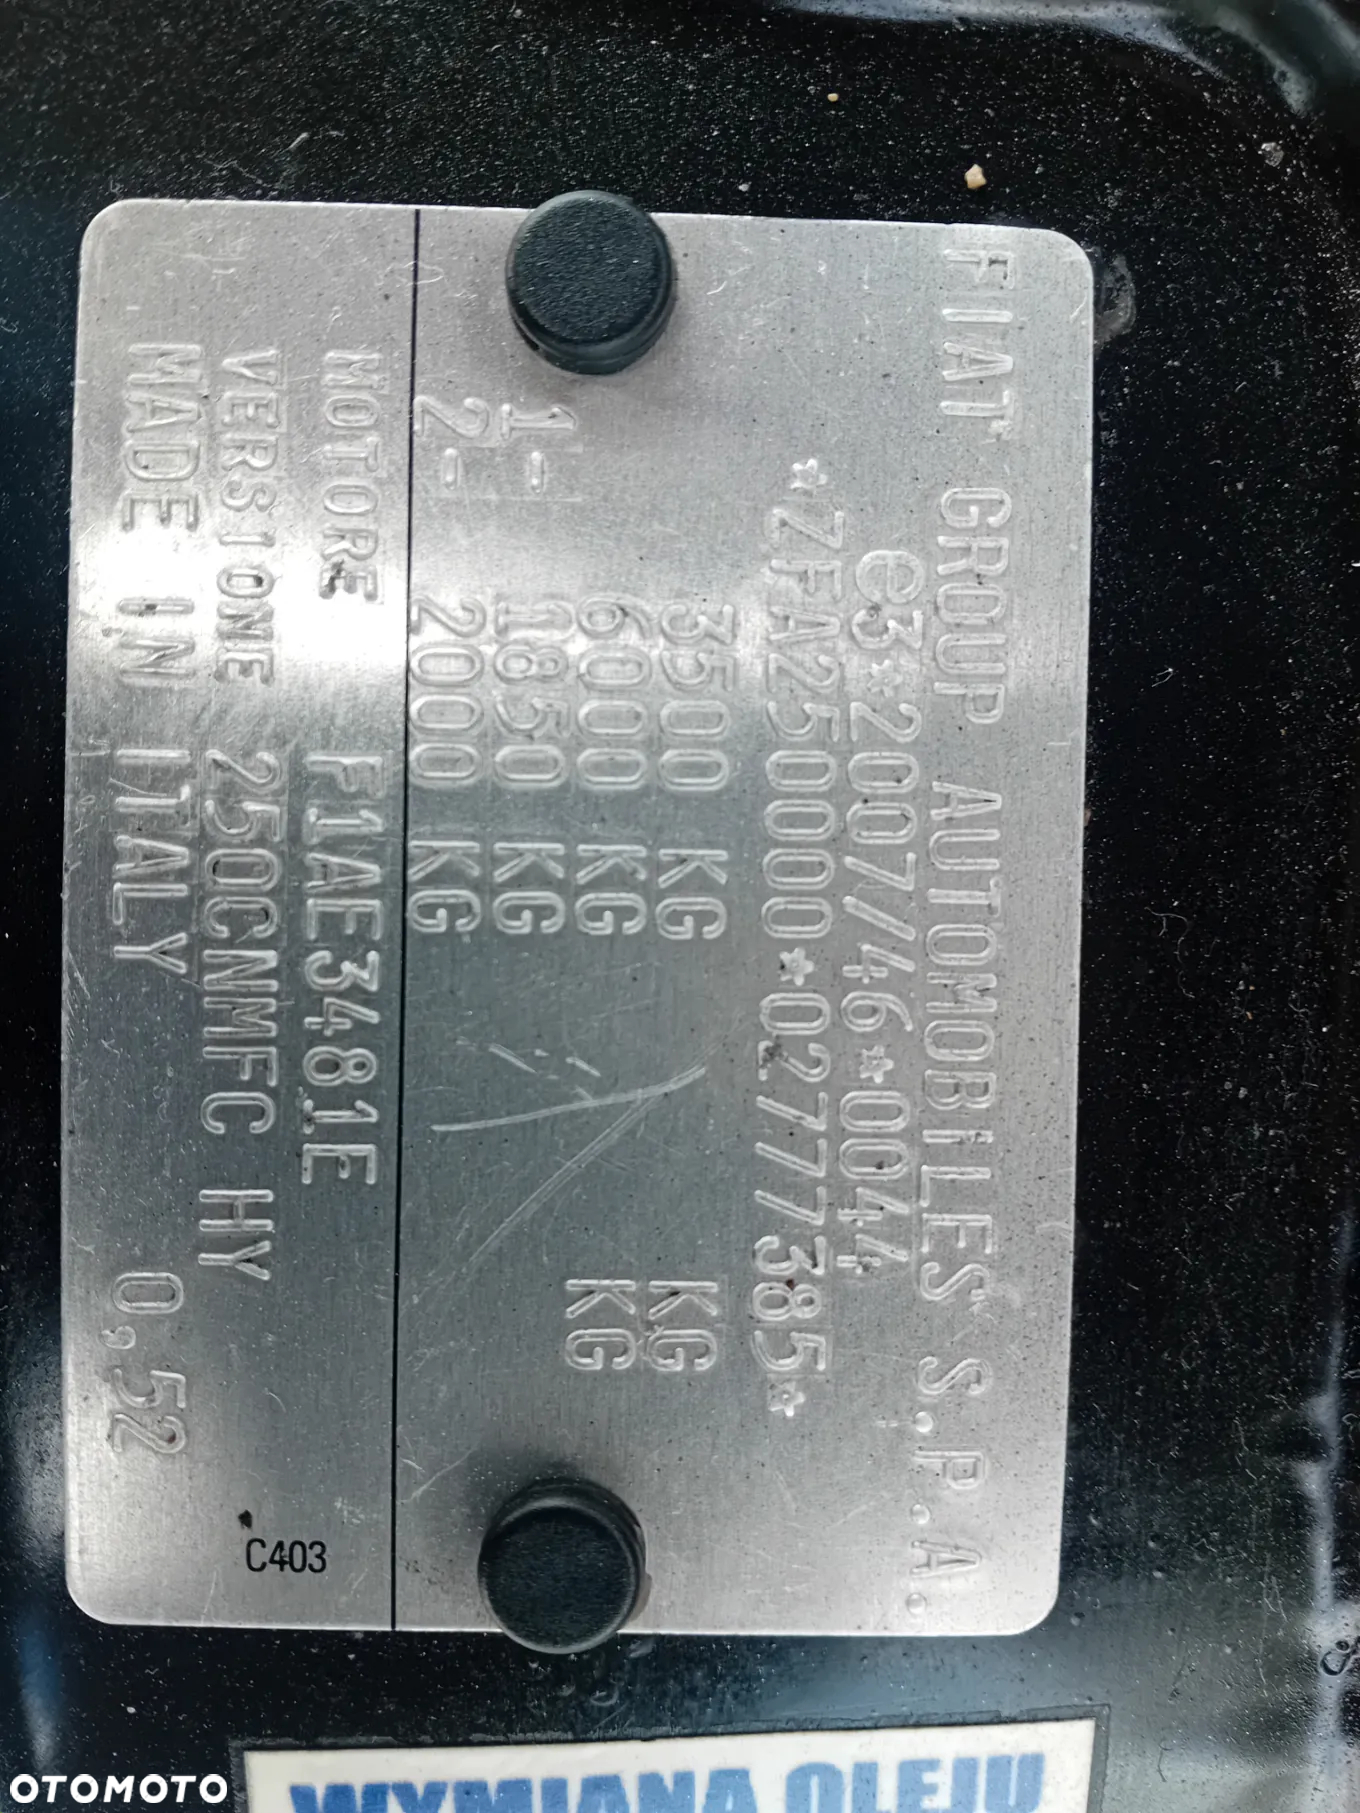 FIAT GROUP AUTOMOBILES S.P.A.
e3*2007/46*0044
*ZFA250000*02777385*
3500 KG KG
6000 KG KG
1- 1850 KG
2- 2000 KG
MOTORE F1AE3481E
VERSIONE 250CNMFC HY
MADE IN ITALY 0,52
C403
WYMIANA OLEJU
OTOMOTO